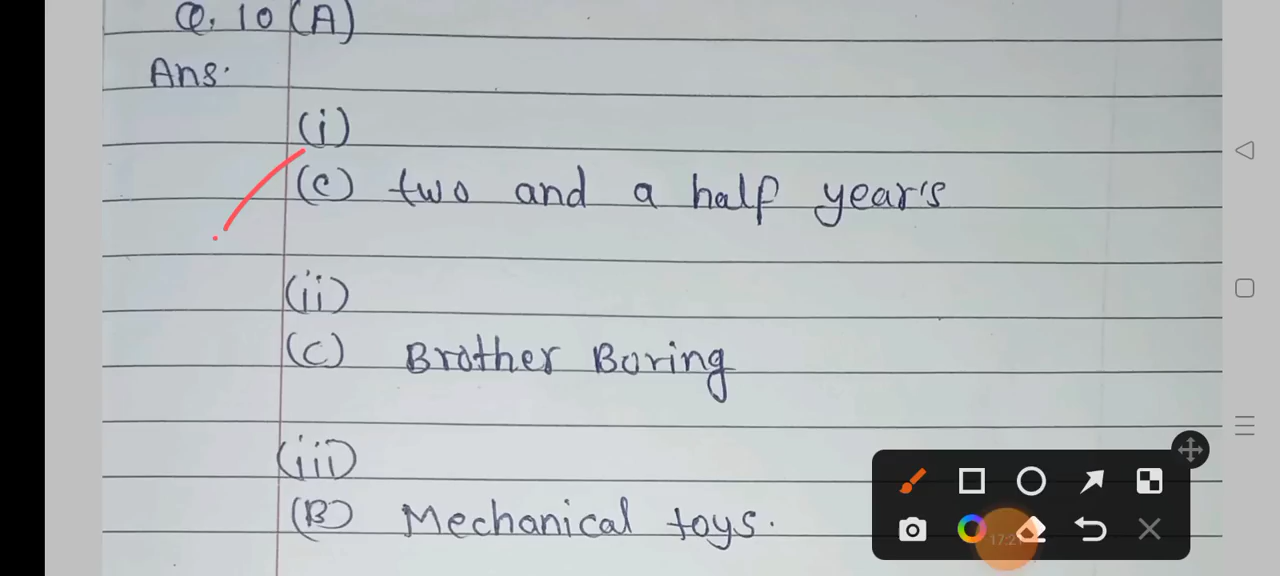 Q. 10 (A)
Ans.
(i)
(c) two and a half year's
(ii)
(C) Brother Boring
(iii)
(B) Mechanical toys.